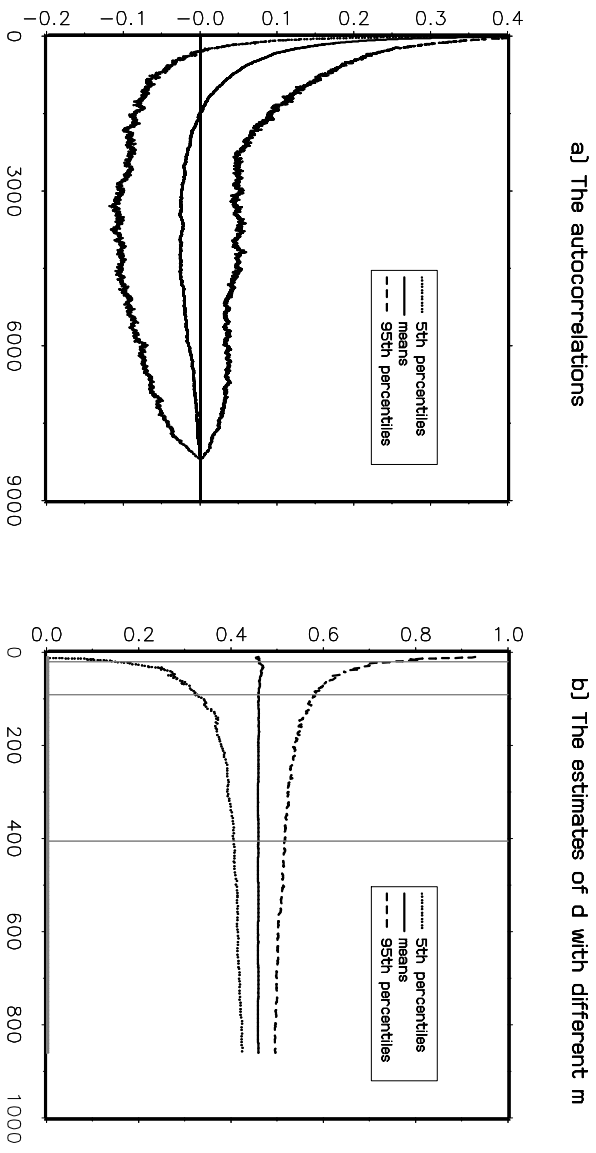 a) The autocorrelations
0.4
0.3
0.2
0.1
-0.0
-0.1
-0.2
0
3000
6000
9000
5th percentiles
means
95th percentiles
b) The estimates of d with different m
1.0
0.8
0.6
0.4
0.2
0.0
0
200
400
600
800
1000
5th percentiles
means
95th percentiles